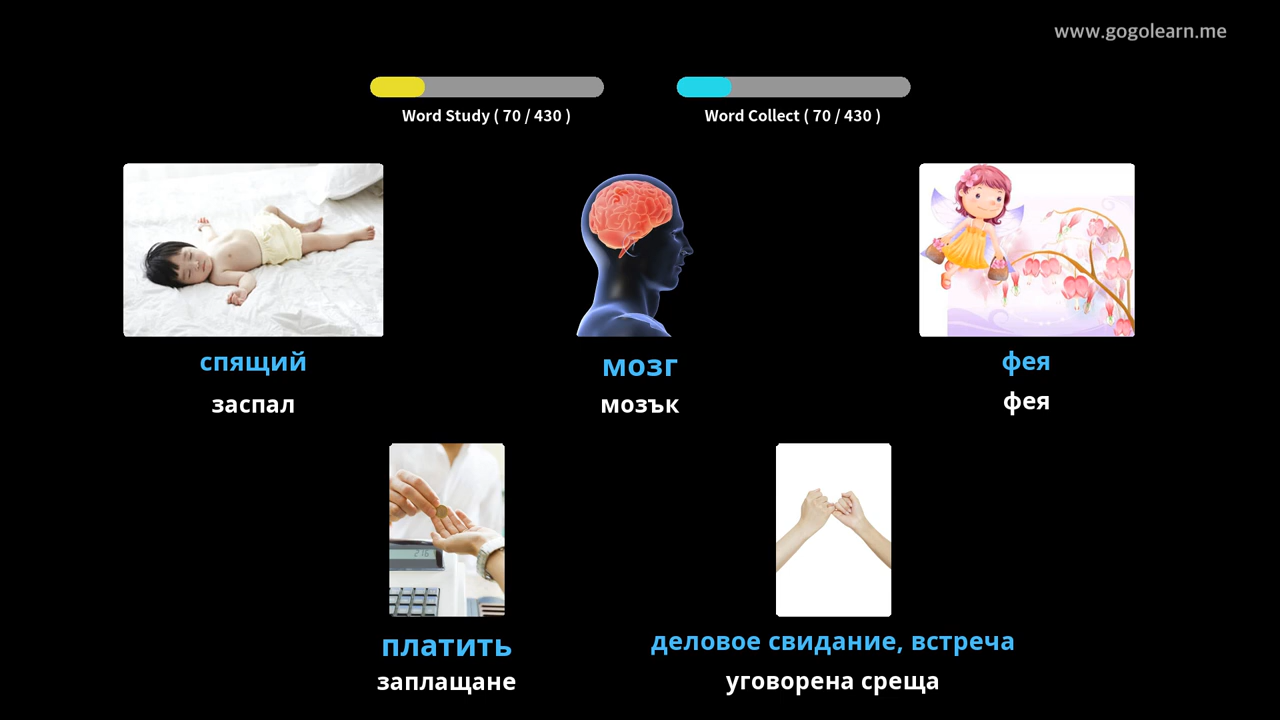 www.gogolearn.me
Word Study ( 70 / 430 )
Word Collect ( 70 / 430 )
спящий
заспал
мозг
мозък
фея
фея
платить
заплащане
деловое свидание, встреча
уговорена среща